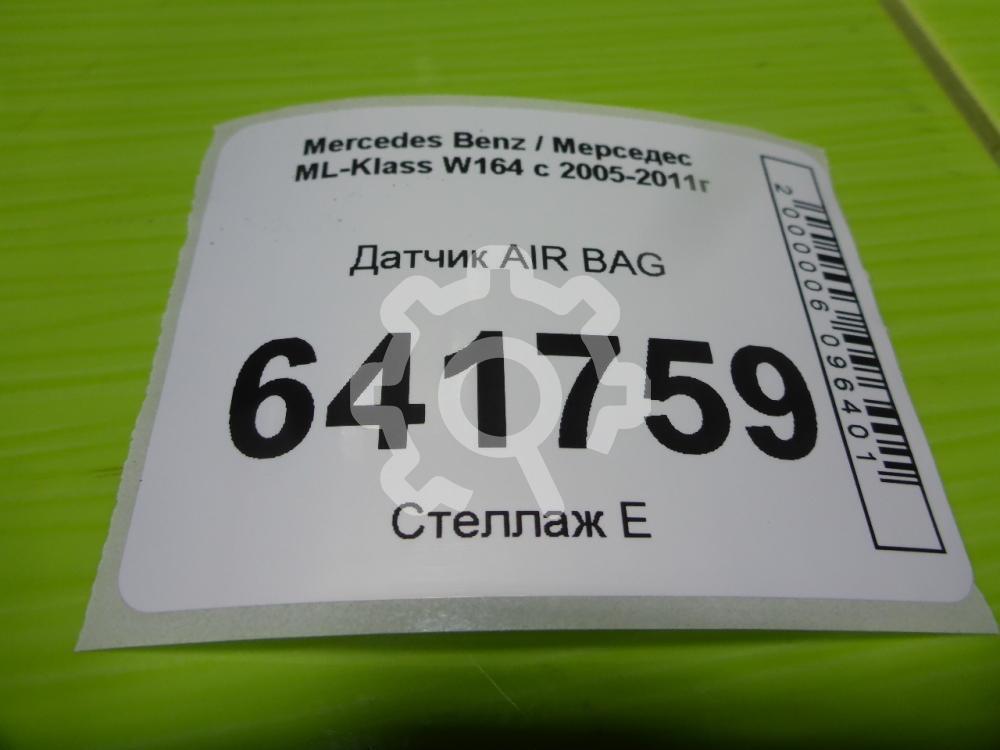 Mercedes Benz / Мерседес
ML-Klass W164 с 2005-2011г
Датчик AIR BAG
641759
Стеллаж Е
2000006096401